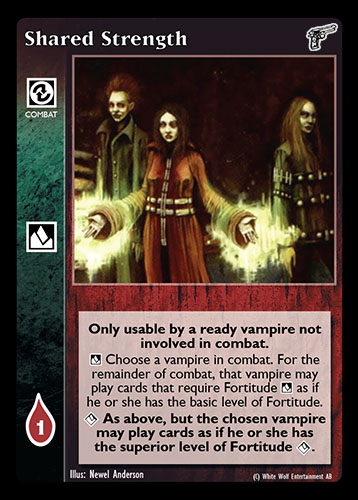 Shared Strength
COMBAT
Only usable by a ready vampire not
involved in combat.
Choose a vampire in combat. For the
remainder of combat, that vampire may
play cards that require Fortitude as if
he or she has the basic level of Fortitude.
As above, but the chosen vampire
may play cards as if he or she has
the superior level of Fortitude .
1
Illus: Newel Anderson
(C) White Wolf Entertainment AB